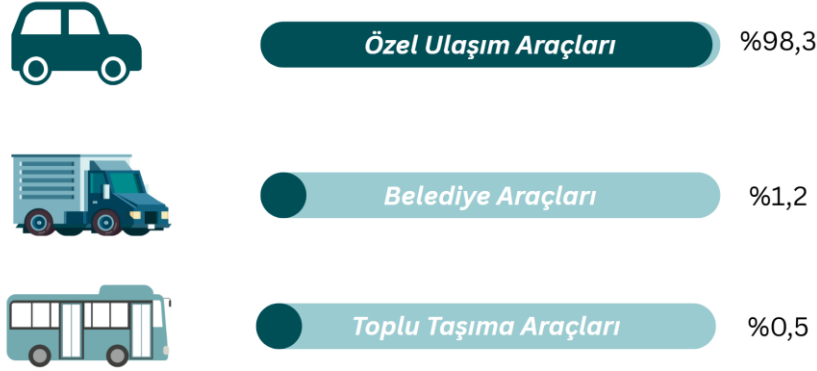 Özel Ulaşım Araçları %98,3
Belediye Araçları %1,2
Toplu Taşıma Araçları %0,5